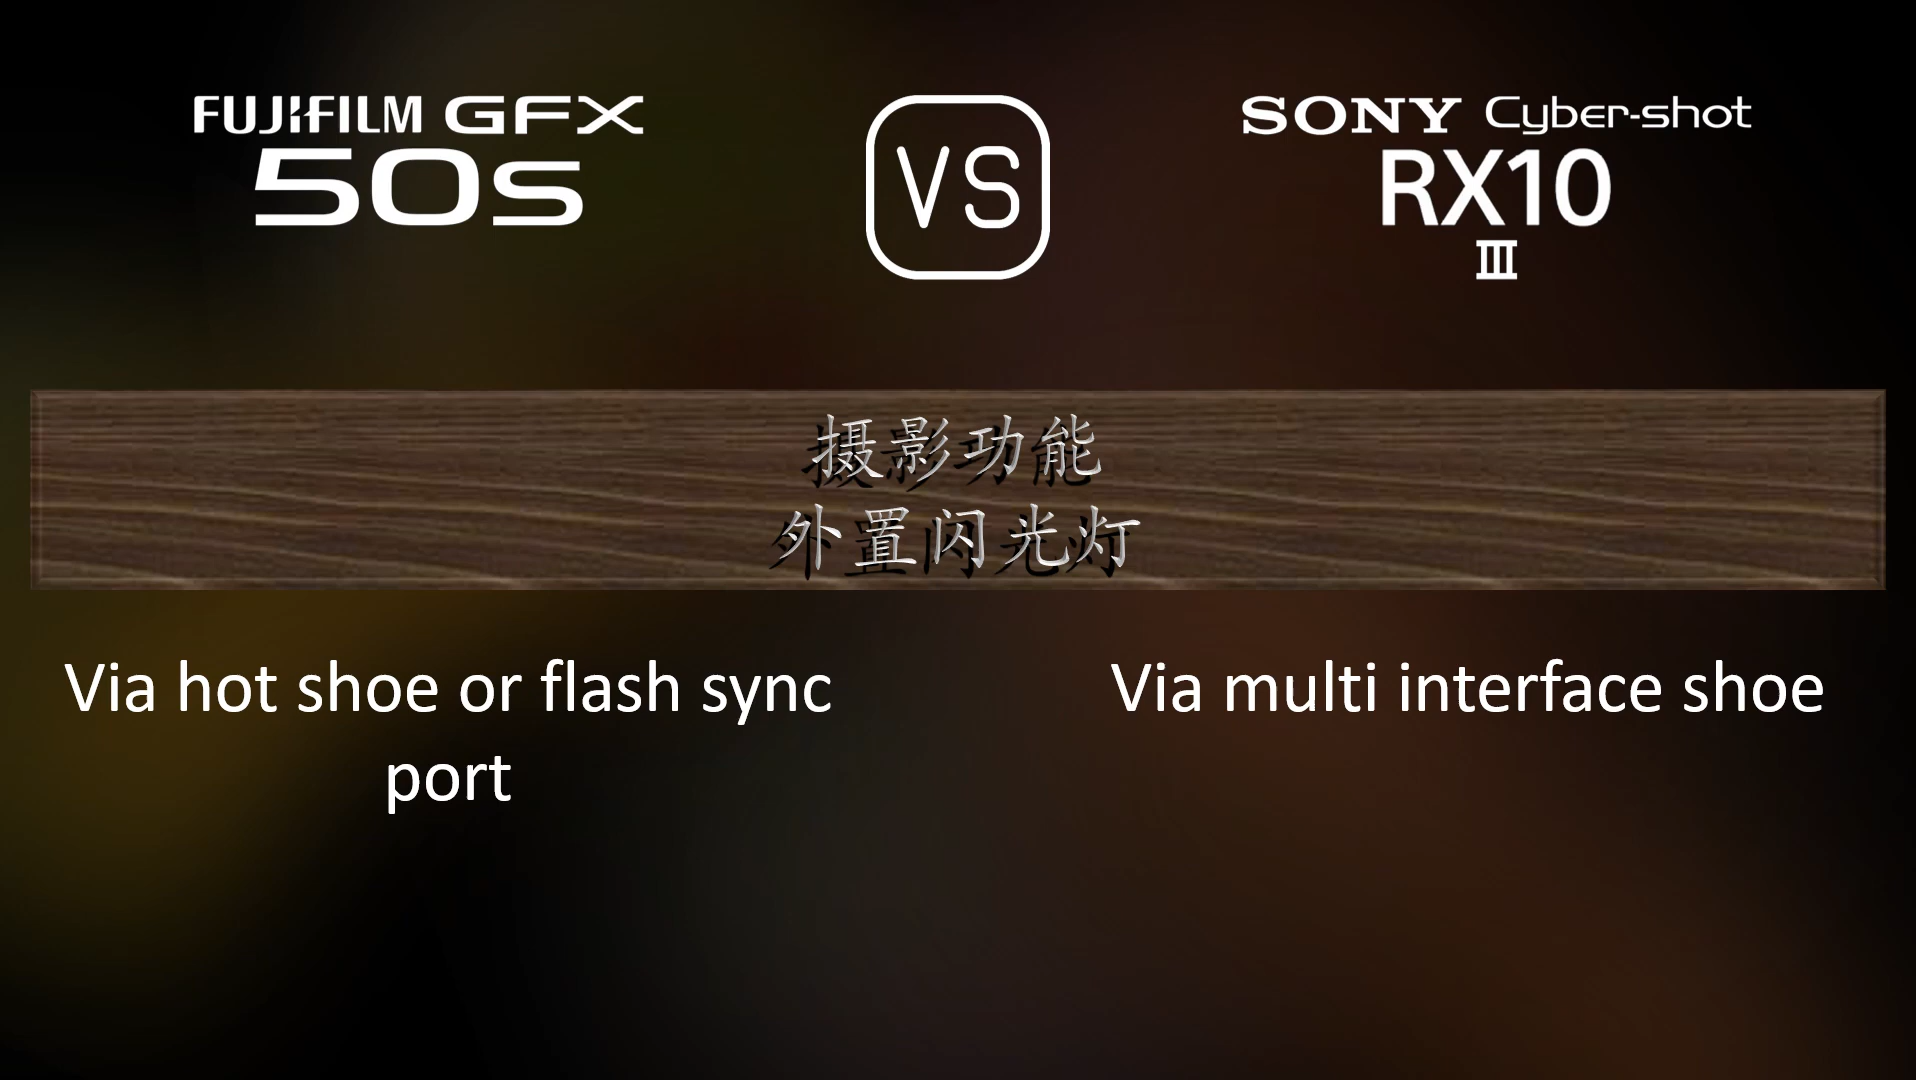 FUJIFILM GFX
50S
VS
SONY Cyber-shot
RX10
III
摄影功能
外置闪光灯
Via hot shoe or flash sync
port
Via multi interface shoe